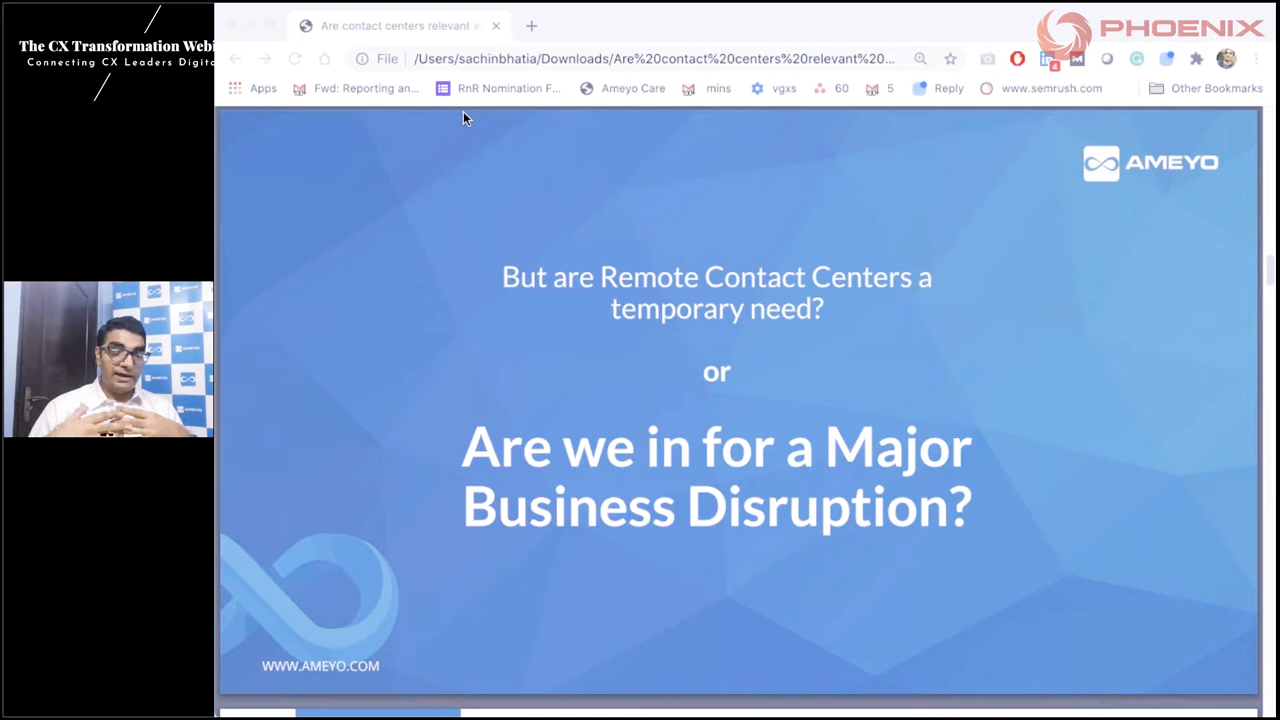 The CX Transformation Webi
Connecting CX Leaders Digita
Are contact centers relevant a
PHOENIX
File
/Users/sachinbhatia/Downloads/Are%20contact%20centers%20relevant%20...
4
Apps
Fwd: Reporting an...
RnR Nomination F...
Ameyo Care
mins
vgxs
60
5
Reply
www.semrush.com
Other Bookmarks
AMEYO
But are Remote Contact Centers a
temporary need?
or
Are we in for a Major
Business Disruption?
WWW.AMEYO.COM